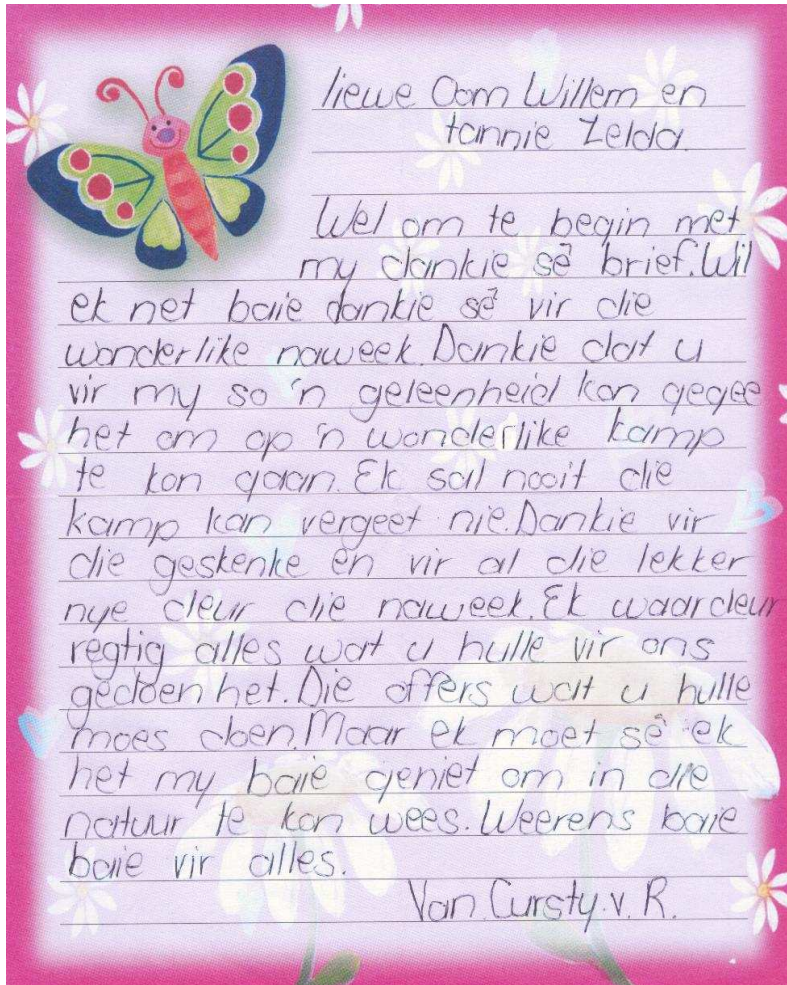 liewe Oom Willem en
tannie Zelda.
Wel om te begin met
my dankie sê brief. Wil
ek net baie dankie sê vir die
wonderlike naweek. Dankie dat u
vir my so 'n geleenheid kon gegee
het om op 'n wonderlike kamp
te kon gaan. Ek sal nooit die
kamp kan vergeet nie. Dankie vir
die geskenke en vir al die lekker
nye deur die naweek. Ek waardeur
regtig alles wat u hulle vir ons
gedoen het. Die offers wat u hulle
moes doen. Maar ek moet sê ek
het my baie geniet om in die
natuur te kon wees. Weerens baie
baie vir alles.
Van Cursty. v. R.